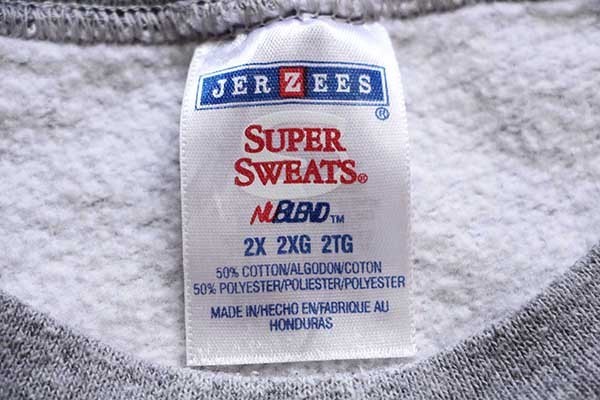 JERZEES
®
SUPER
SWEATS®
NUBLEND™
2X 2XG 2TG
50% COTTON/ALGODON/COTON
50% POLYESTER/POLIESTER/POLYESTER
MADE IN/HECHO EN/FABRIQUE AU
HONDURAS